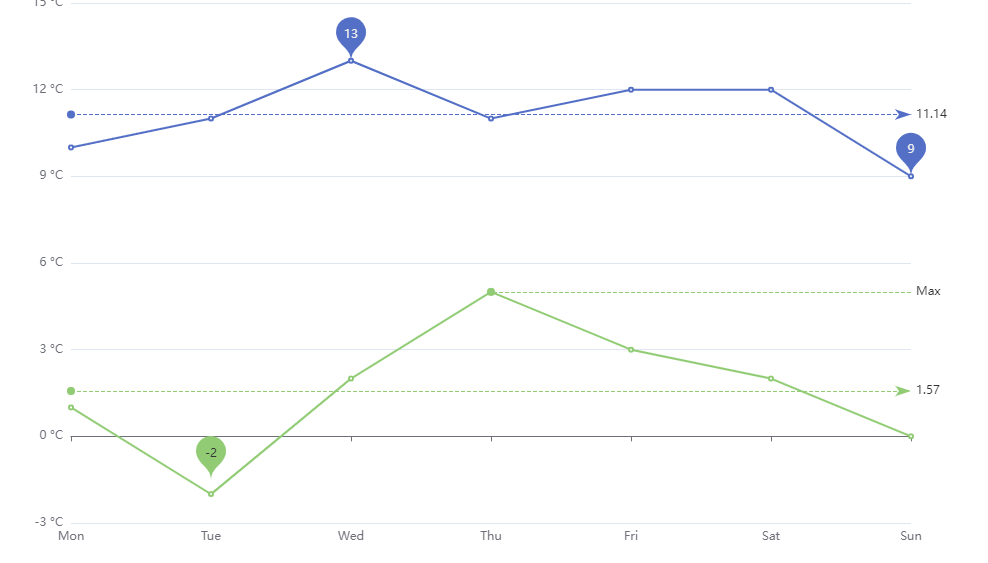 15 °C
13
12 °C
11.14
9
9 °C
6 °C
Max
3 °C
1.57
0 °C
-2
-3 °C
Mon Tue Wed Thu Fri Sat Sun